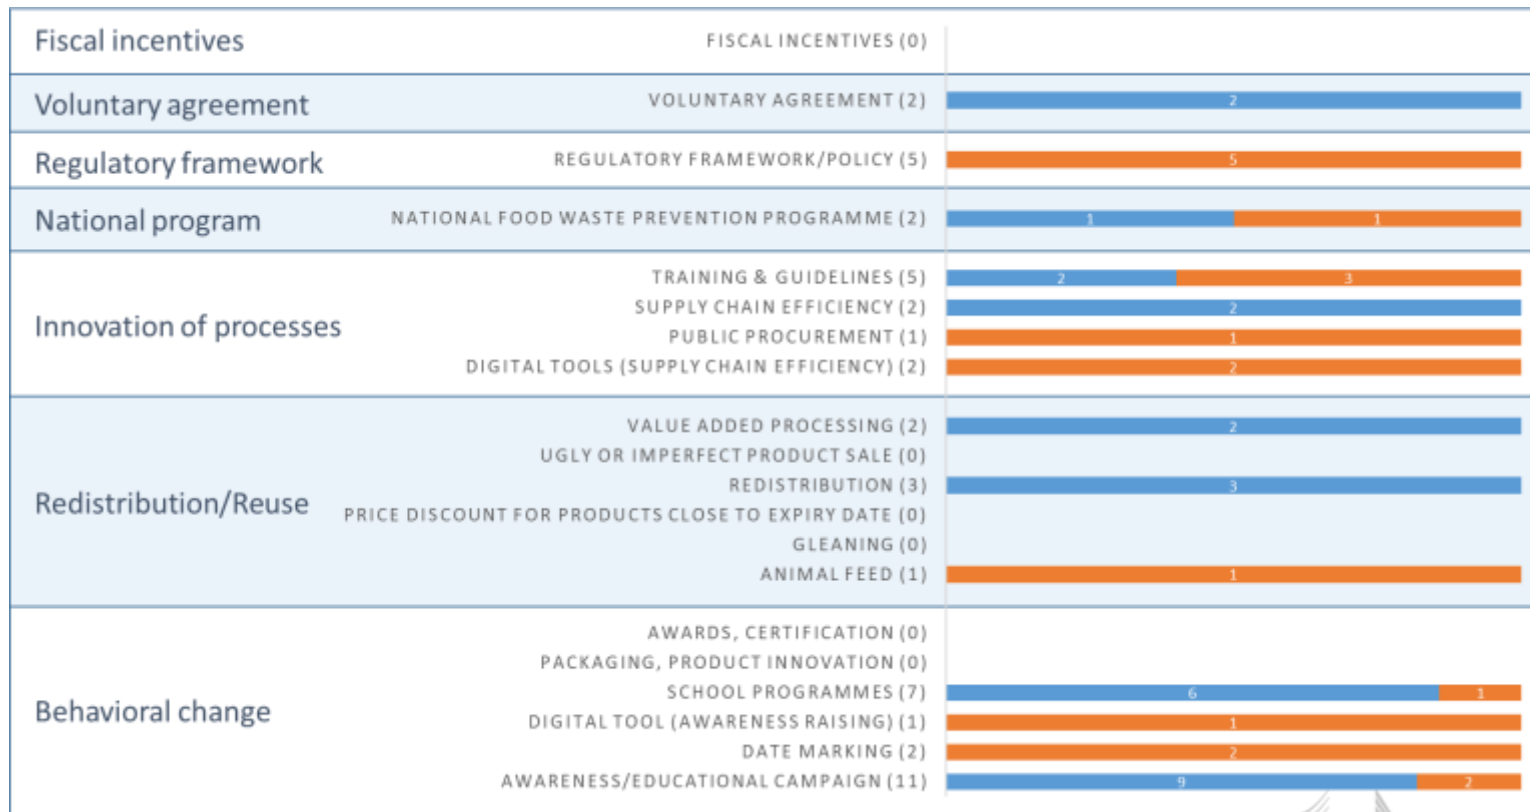 Fiscal incentives
FISCAL INCENTIVES (0)
Voluntary agreement
VOLUNTARY AGREEMENT (2)
2
Regulatory framework
REGULATORY FRAMEWORK/POLICY (5)
5
National program
NATIONAL FOOD WASTE PREVENTION PROGRAMME (2)
1 1
Innovation of processes
TRAINING & GUIDELINES (5)
2 3
SUPPLY CHAIN EFFICIENCY (2)
2
PUBLIC PROCUREMENT (1)
1
DIGITAL TOOLS (SUPPLY CHAIN EFFICIENCY) (2)
2
Redistribution/Reuse
VALUE ADDED PROCESSING (2)
2
UGLY OR IMPERFECT PRODUCT SALE (0)
REDISTRIBUTION (3)
3
PRICE DISCOUNT FOR PRODUCTS CLOSE TO EXPIRY DATE (0)
GLEANING (0)
ANIMAL FEED (1)
1
Behavioral change
AWARDS, CERTIFICATION (0)
PACKAGING, PRODUCT INNOVATION (0)
SCHOOL PROGRAMMES (7)
6 1
DIGITAL TOOL (AWARENESS RAISING) (1)
1
DATE MARKING (2)
2
AWARENESS/EDUCATIONAL CAMPAIGN (11)
9 2